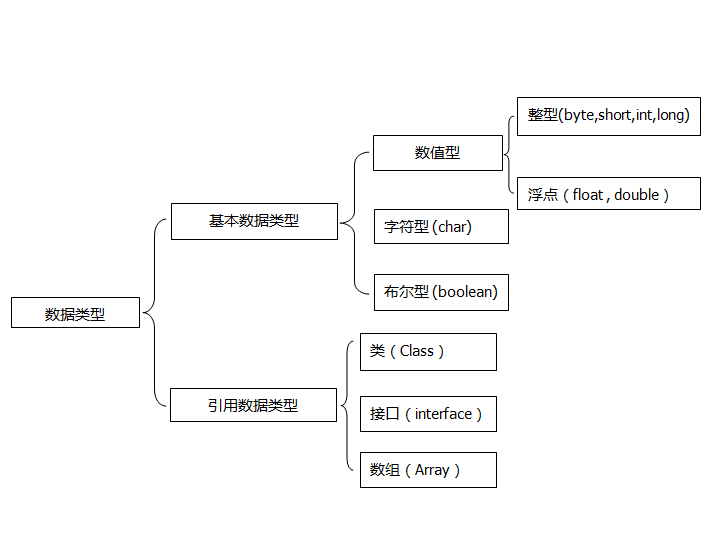 数据类型
基本数据类型
数值型
整型(byte,short,int,long)
浮点（float , double）
字符型 (char)
布尔型 (boolean)
引用数据类型
类（Class）
接口（interface）
数组（Array）